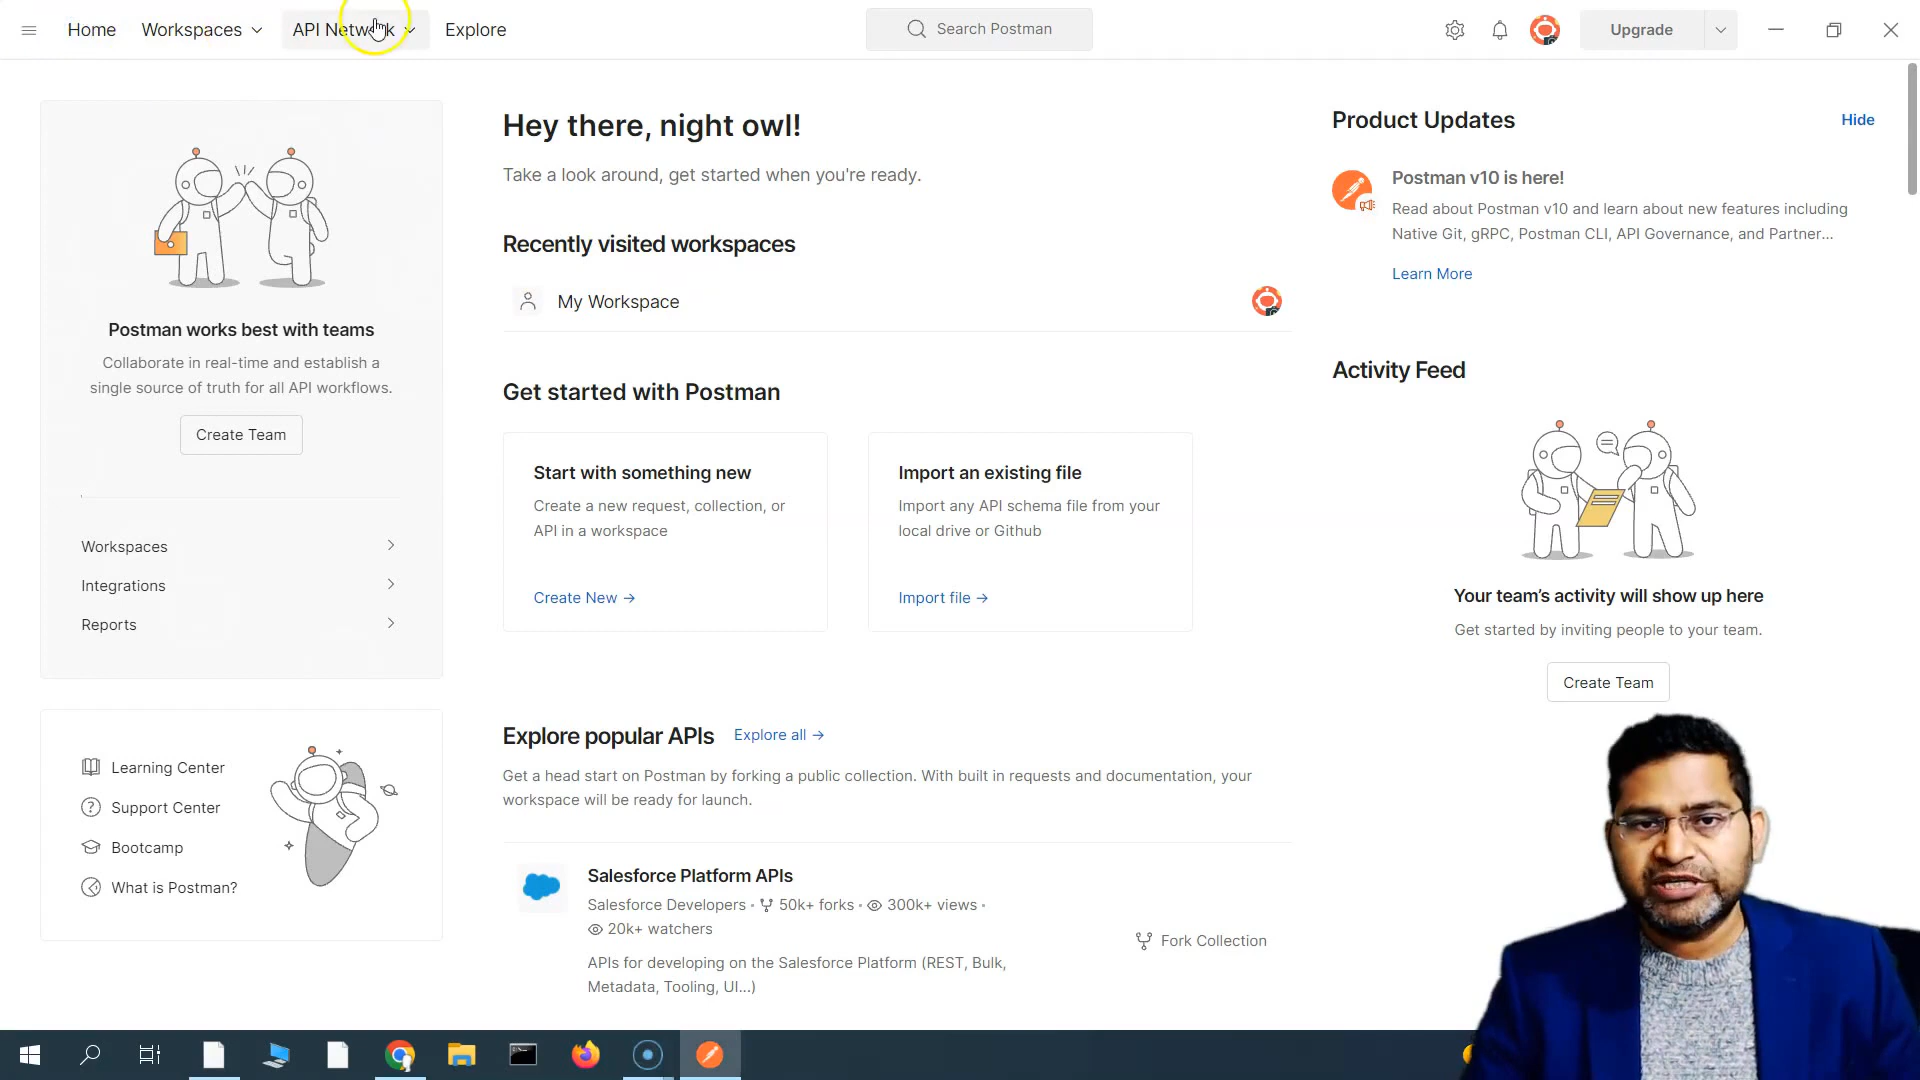 Home
Workspaces
API Network
Explore
Search Postman
Upgrade
Postman works best with teams
Collaborate in real-time and establish a
single source of truth for all API workflows.
Create Team
Workspaces
Integrations
Reports
Learning Center
Support Center
Bootcamp
What is Postman?
Hey there, night owl!
Take a look around, get started when you're ready.
Recently visited workspaces
My Workspace
Get started with Postman
Start with something new
Create a new request, collection, or
API in a workspace
Create New →
Import an existing file
Import any API schema file from your
local drive or Github
Import file →
Explore popular APIs
Explore all →
Get a head start on Postman by forking a public collection. With built in requests and documentation, your
workspace will be ready for launch.
Salesforce Platform APIs
Salesforce Developers • 50k+ forks • 300k+ views •
20k+ watchers
APIs for developing on the Salesforce Platform (REST, Bulk,
Metadata, Tooling, UI...)
Fork Collection
Product Updates
Hide
Postman v10 is here!
Read about Postman v10 and learn about new features including
Native Git, gRPC, Postman CLI, API Governance, and Partner...
Learn More
Activity Feed
Your team’s activity will show up here
Get started by inviting people to your team.
Create Team